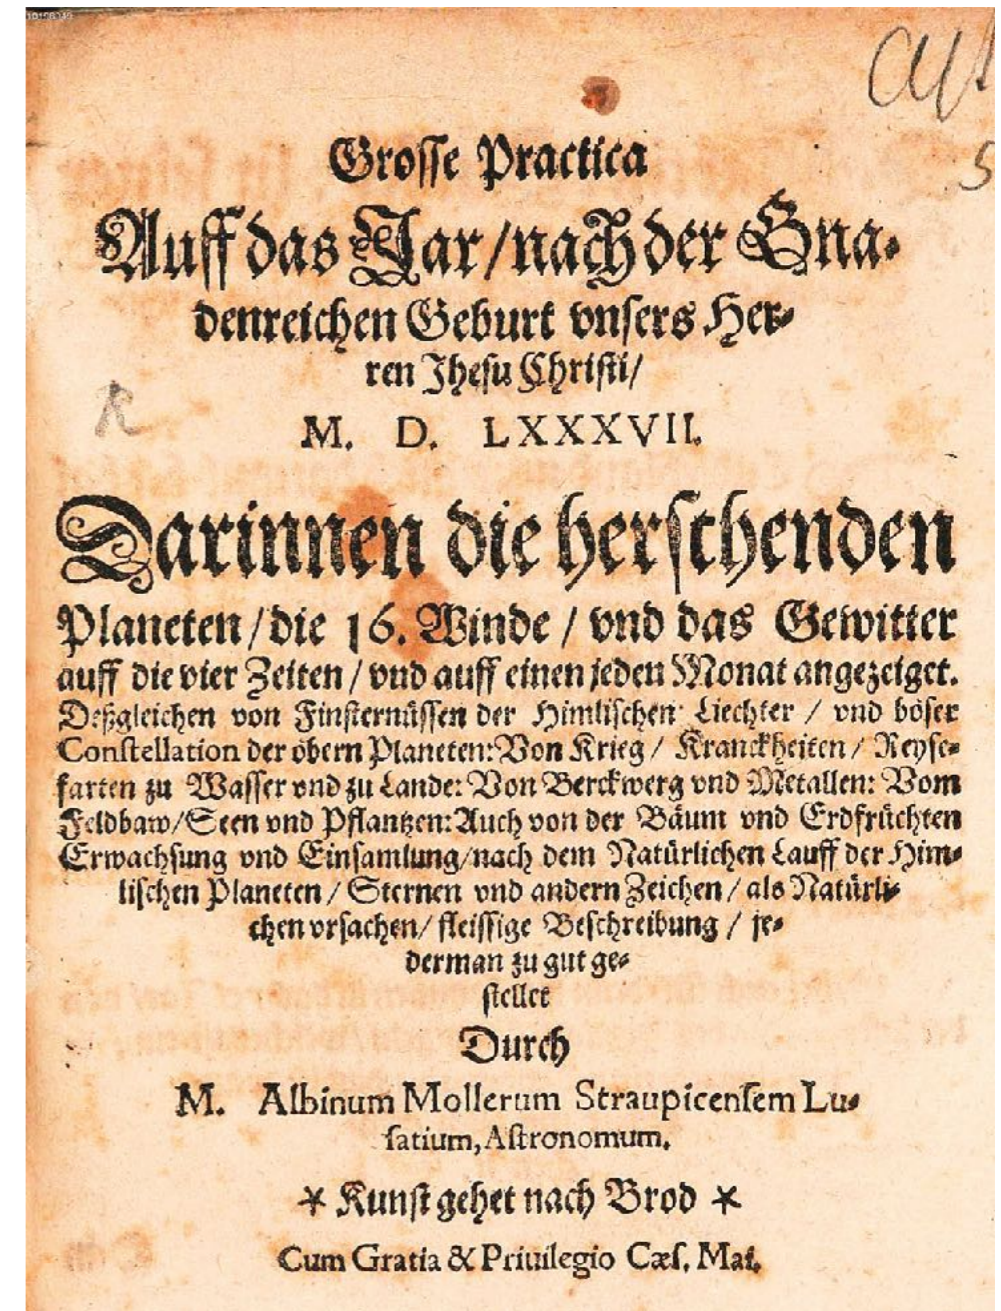 Grosse Practica
Auff das Jar/nach der Gna⸗
denreichen Geburt vnsers Her⸗
ren Jhesu Christi/
M. D. LXXXVII.
Darinnen die herschenden
Planeten/die 16. Winde / vnd das Gewitter
auff die vier Zeiten / vnd auff einen jeden Monat angezeiget.
Deßgleichen von Finsternüssen der Himlischen Liechter / vnd böser
Constellation der öbern Planeten: Von Krieg / Kranckheiten / Reyse⸗
farten zu Wasser vnd zu Lande: Von Berckwerg vnd Metallen: Vom
Feldbaw/Seen vnd Pflantzen: Auch von der Bäum vnd Erdfrüchten
Erwachsung vnd Einsamlung/nach dem Natürlichen Lauff der Him⸗
lischen Planeten / Sternen vnd andern Zeichen / als Natürli⸗
chen vrsachen/ fleissige Beschreibung / je⸗
derman zu gut ge⸗
stellet
Durch
M. Albinum Mollerum Straupicenſem Lu⸗
ſatium, Aſtronomum.
* Kunst gehet nach Brod *
Cum Gratia & Priuilegio Cæſ. Mai.